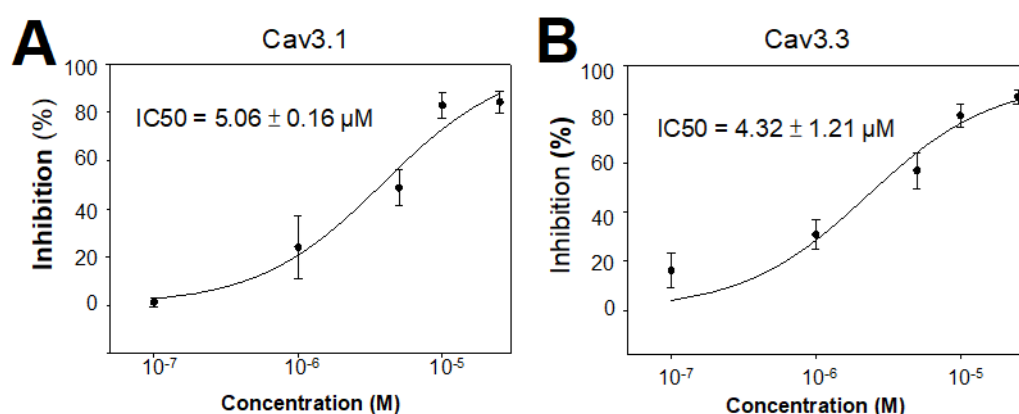 A
Cav3.1
100
80
60
40
20
0
Inhibition (%)
IC50 = 5.06 ± 0.16 µM
10-7
10-6
10-5
Concentration (M)
B
Cav3.3
100
80
60
40
20
0
Inhibition (%)
IC50 = 4.32 ± 1.21 µM
10-7
10-6
10-5
Concentration (M)